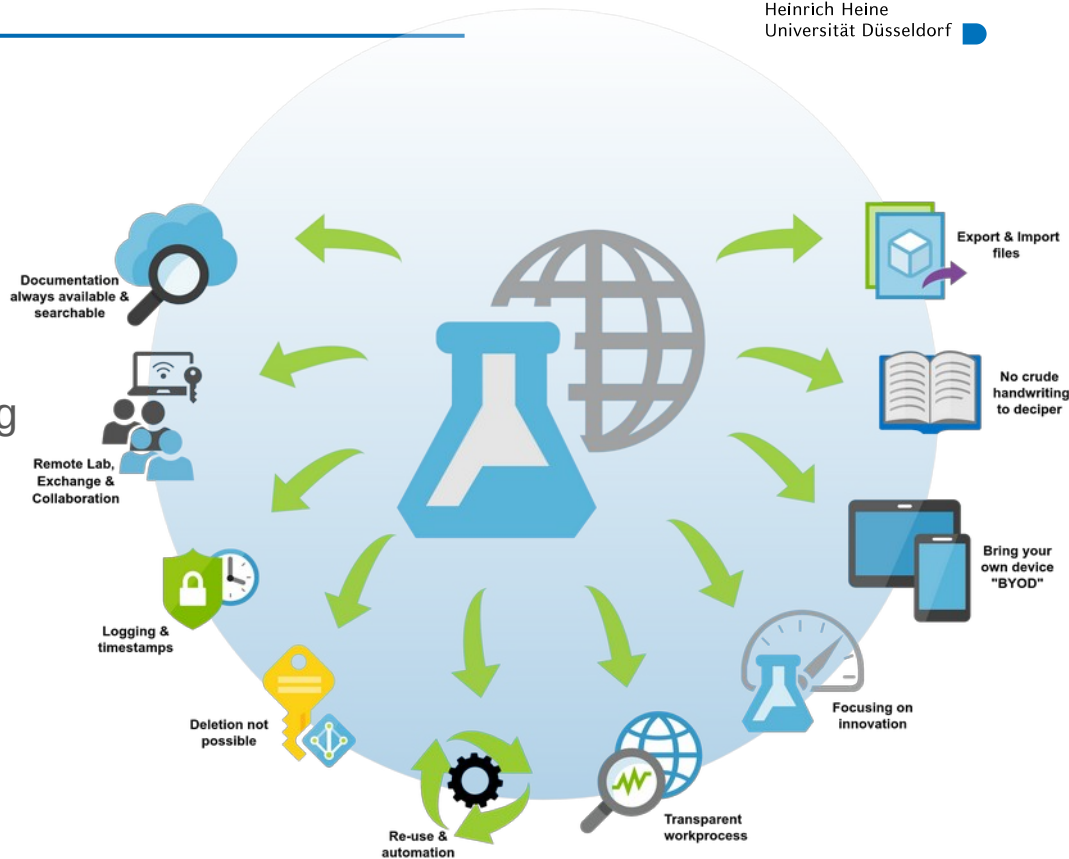 Heinrich Heine
Universität Düsseldorf
Documentation
always available &
searchable
g
Remote Lab,
Exchange &
Collaboration
Logging &
timestamps
Deletion not
possible
Re-use &
automation
Transparent
workprocess
Focusing on
innovation
Bring your
own device
"BYOD"
No crude
handwriting
to deciper
Export & Import
files